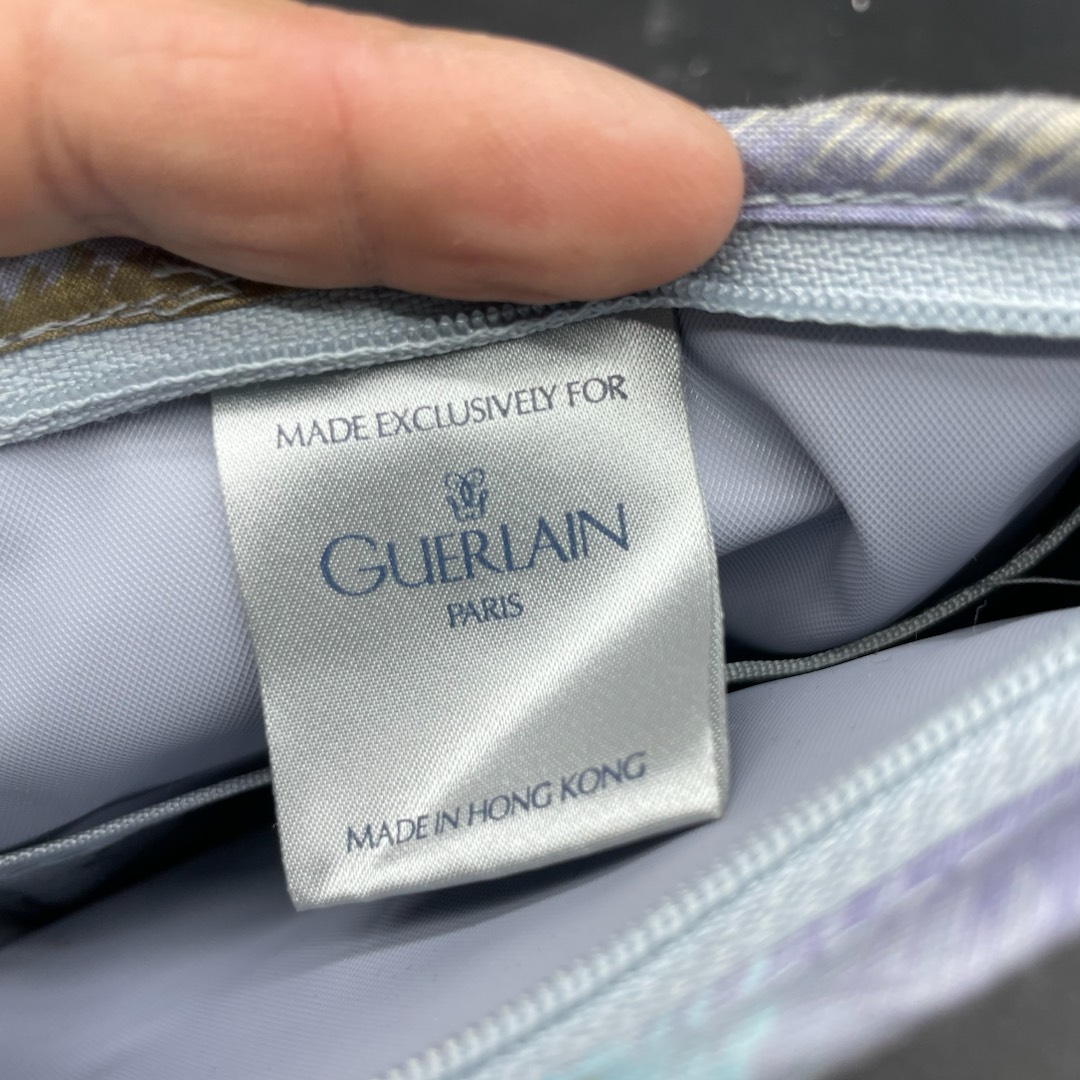 MADE EXCLUSIVELY FOR
GUERLAIN
PARIS
MADE IN HONG KONG